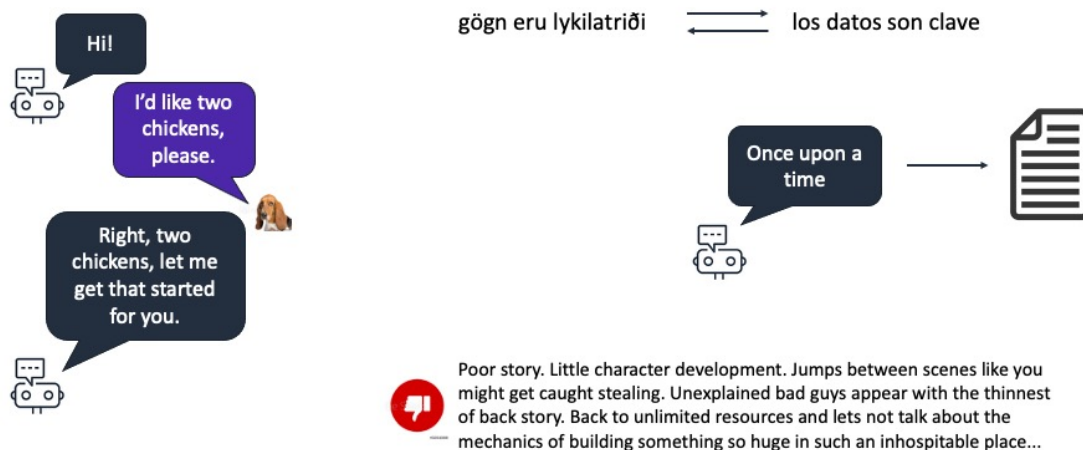 Hi!
I'd like two
chickens,
please.
Right, two
chickens, let me
get that started
for you.
gögn eru lykilatriði
los datos son clave
Once upon a
time
Poor story. Little character development. Jumps between scenes like you
might get caught stealing. Unexplained bad guys appear with the thinnest
of back story. Back to unlimited resources and lets not talk about the
mechanics of building something so huge in such an inhospitable place...